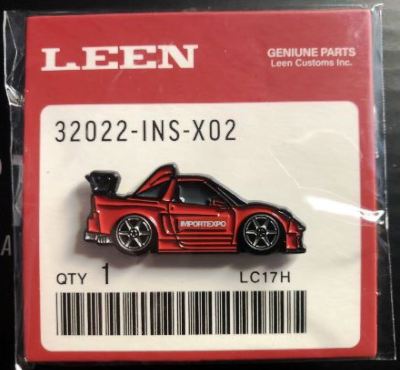 LEEN
GENIUNE PARTS
Leen Customs Inc.
32022-INS-X02
IMPORTEXPO
QTY 1
LC17H